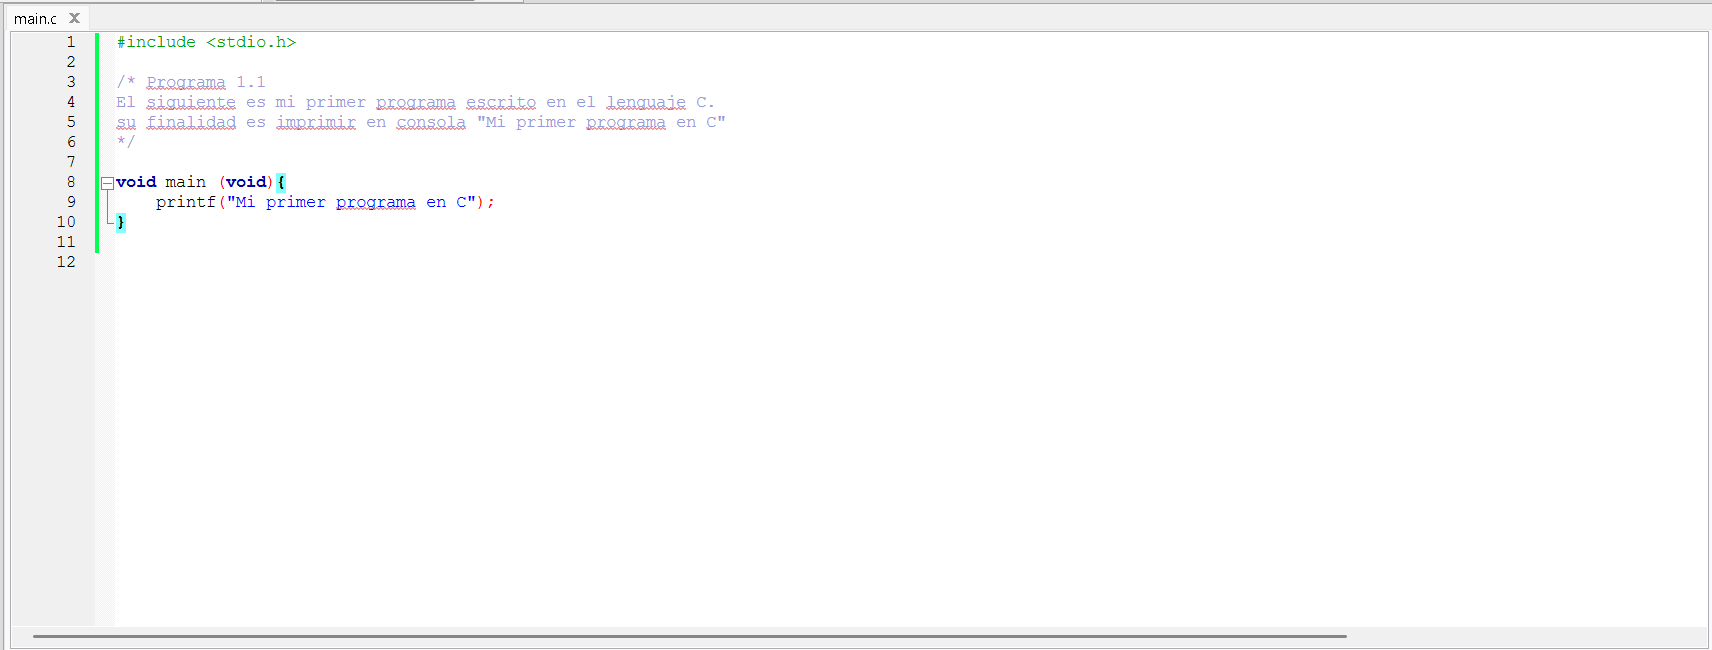 main.c X
1 #include <stdio.h>
2
3 /* Programa 1.1
4 El siguiente es mi primer programa escrito en el lenguaje C.
5 su finalidad es imprimir en consola "Mi primer programa en C"
6 */
7
8 void main (void){
9 printf("Mi primer programa en C");
10 }
11
12